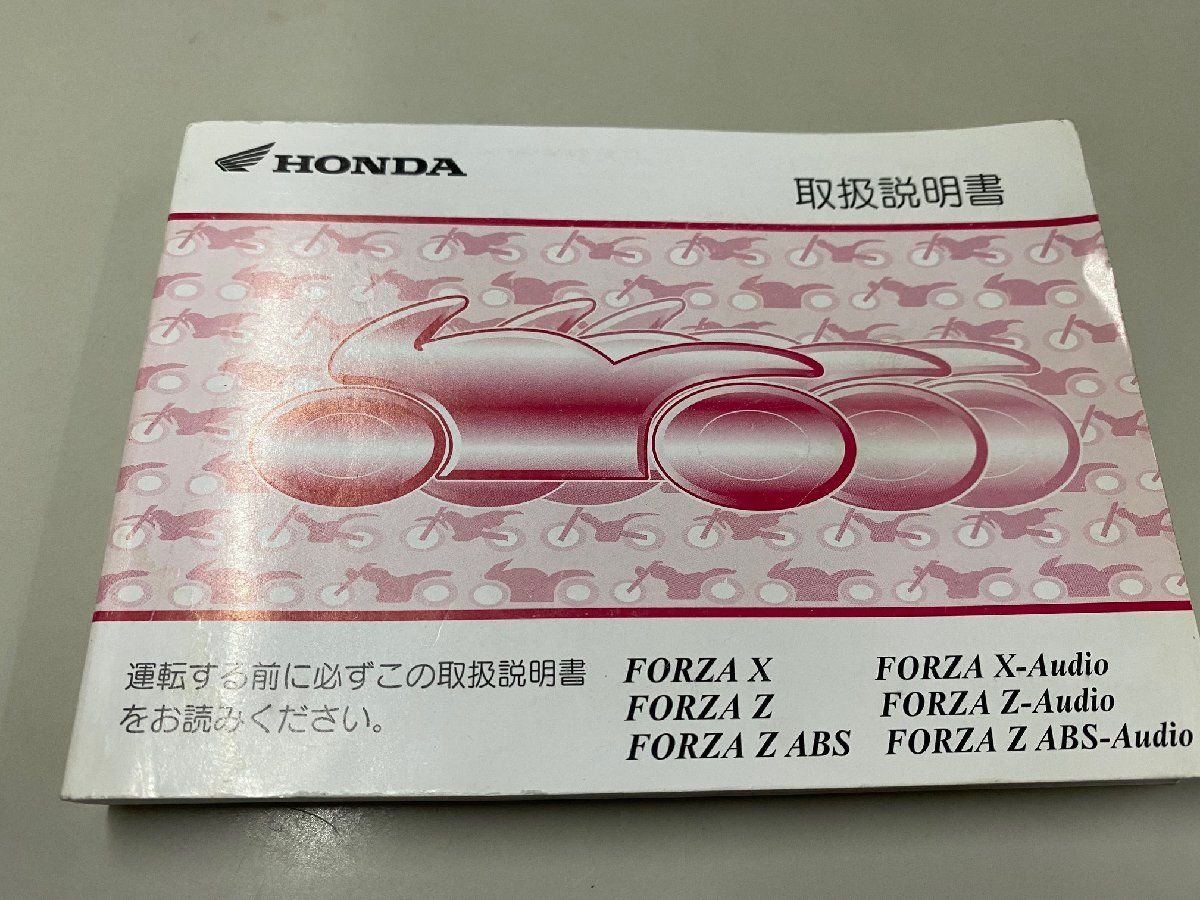 HONDA
取扱説明書
運転する前に必ずこの取扱説明書
をお読みください。
FORZA X FORZA X-Audio
FORZA Z FORZA Z-Audio
FORZA Z ABS FORZA Z ABS-Audio